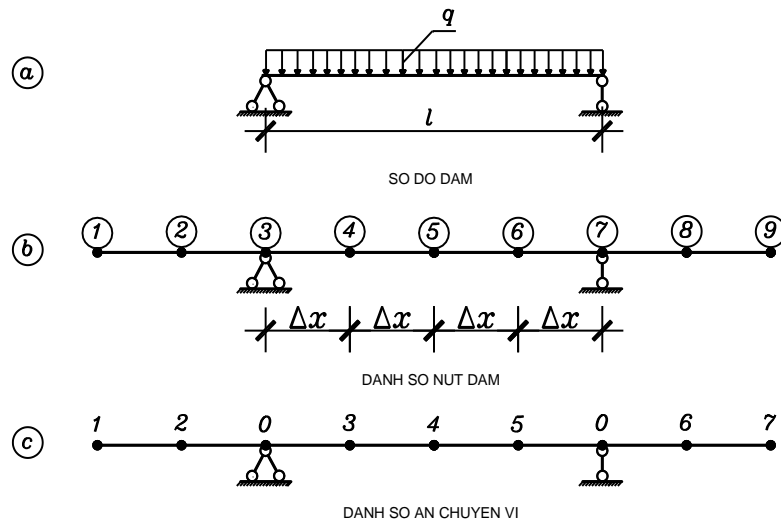 q
a
l
SO DO DAM
1 2 3 4 5 6 7 8 9
b
Δx Δx Δx Δx
DANH SO NUT DAM
1 2 0 3 4 5 0 6 7
c
DANH SO AN CHUYEN VI